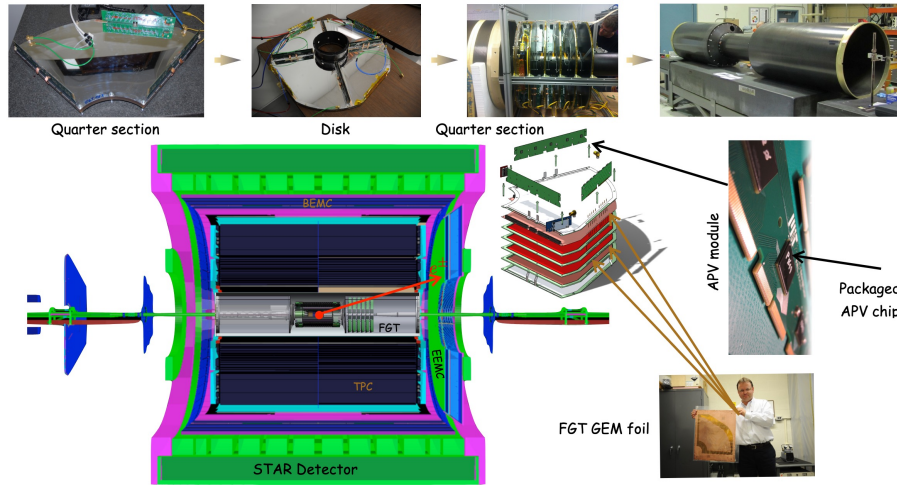 Quarter section
Disk
Quarter section
BEMC
FGT
EEMC
TPC
STAR Detector
APV module
Packaged
APV chip
FGT GEM foil